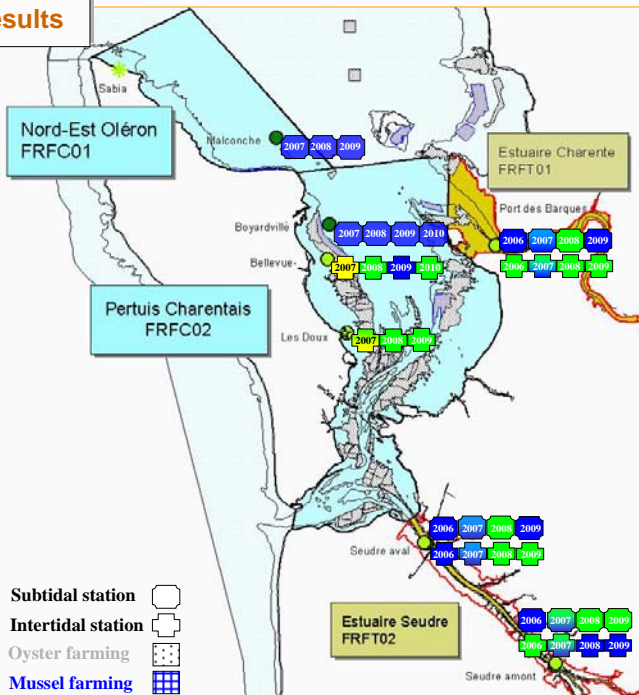 esults
Sabia
Nord-Est Oléron
FRFC01
Malconche
2007 2008 2009
Estuaire Charente
FRFT01
Port des Barques
2006 2007 2008 2009
2006 2007 2008 2009
Boyardvillé
2007 2008 2009 2010
Bellevue
2007 2008 2009 2010
Pertuis Charentais
FRFC02
Les Doux
2007 2008 2009
2006 2007 2008 2009
Seudre aval
2006 2007 2008 2009
Subtidal station
Intertidal station
Oyster farming
Mussel farming
Estuaire Seudre
FRFT02
2006 2007 2008 2009
2006 2007 2008 2009
Seudre amont